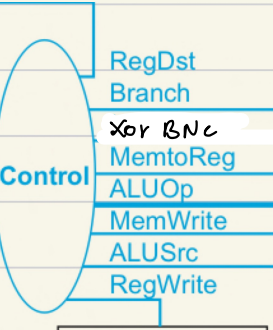 RegDst
Branch
Xor BNc
MemtoReg
Control
ALUOp
MemWrite
ALUSrc
RegWrite